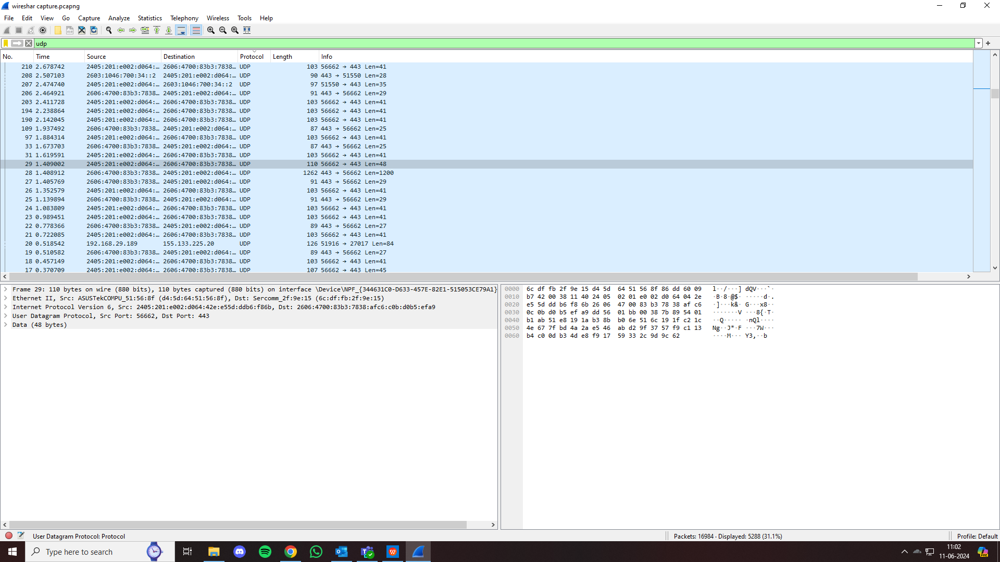 wireshar capture.pcapng
File Edit View Go Capture Analyze Statistics Telephony Wireless Tools Help
udp
No. Time Source Destination Protocol Length Info
210 2.678742 2405:201:e002:d064:… 2606:4700:83b3:7838… UDP 103 56662 → 443 Len=41
208 2.507103 2603:1046:700:34::2 2405:201:e002:d064:… UDP 90 443 → 51550 Len=28
207 2.474740 2405:201:e002:d064:… 2603:1046:700:34::2 UDP 97 51550 → 443 Len=35
206 2.464921 2606:4700:83b3:7838… 2405:201:e002:d064:… UDP 91 443 → 56662 Len=29
203 2.411728 2405:201:e002:d064:… 2606:4700:83b3:7838… UDP 103 56662 → 443 Len=41
194 2.238864 2405:201:e002:d064:… 2606:4700:83b3:7838… UDP 103 56662 → 443 Len=41
190 2.142045 2405:201:e002:d064:… 2606:4700:83b3:7838… UDP 103 56662 → 443 Len=41
109 1.937492 2606:4700:83b3:7838… 2405:201:e002:d064:… UDP 87 443 → 56662 Len=25
97 1.884314 2405:201:e002:d064:… 2606:4700:83b3:7838… UDP 103 56662 → 443 Len=41
33 1.673703 2606:4700:83b3:7838… 2405:201:e002:d064:… UDP 87 443 → 56662 Len=25
31 1.619591 2405:201:e002:d064:… 2606:4700:83b3:7838… UDP 103 56662 → 443 Len=41
29 1.409002 2405:201:e002:d064:… 2606:4700:83b3:7838… UDP 110 56662 → 443 Len=48
28 1.408912 2606:4700:83b3:7838… 2405:201:e002:d064:… UDP 1262 443 → 56662 Len=1200
27 1.405769 2606:4700:83b3:7838… 2405:201:e002:d064:… UDP 91 443 → 56662 Len=29
26 1.352579 2405:201:e002:d064:… 2606:4700:83b3:7838… UDP 103 56662 → 443 Len=41
25 1.139894 2606:4700:83b3:7838… 2405:201:e002:d064:… UDP 91 443 → 56662 Len=29
24 1.083809 2405:201:e002:d064:… 2606:4700:83b3:7838… UDP 103 56662 → 443 Len=41
23 0.989451 2405:201:e002:d064:… 2606:4700:83b3:7838… UDP 103 56662 → 443 Len=41
22 0.778366 2606:4700:83b3:7838… 2405:201:e002:d064:… UDP 89 443 → 56662 Len=27
21 0.722085 2405:201:e002:d064:… 2606:4700:83b3:7838… UDP 103 56662 → 443 Len=41
20 0.518542 192.168.29.189 155.133.225.20 UDP 126 51916 → 27017 Len=84
19 0.510582 2606:4700:83b3:7838… 2405:201:e002:d064:… UDP 89 443 → 56662 Len=27
18 0.457149 2405:201:e002:d064:… 2606:4700:83b3:7838… UDP 103 56662 → 443 Len=41
17 0.370709 2405:201:e002:d064:… 2606:4700:83b3:7838… UDP 107 56662 → 443 Len=45
Frame 29: 110 bytes on wire (880 bits), 110 bytes captured (880 bits) on interface \Device\NPF_{344631C0-D633-457E-82E1-515053CE79A1}
Ethernet II, Src: ASUSTekCOMPU_51:56:8f (d4:5d:64:51:56:8f), Dst: Sercomm_2f:9e:15 (6c:df:fb:2f:9e:15)
Internet Protocol Version 6, Src: 2405:201:e002:d064:42e:e55d:ddb6:f86b, Dst: 2606:4700:83b3:7838:afc6:c0b:d0b5:efa9
User Datagram Protocol, Src Port: 56662, Dst Port: 443
Data (48 bytes)
0000 6c df fb 2f 9e 15 d4 5d 64 51 56 8f 86 dd 60 09 l··/···] dQV···`·
0010 b7 42 00 38 11 40 24 05 02 01 e0 02 d0 64 04 2e ·B·8·@$· ·····d·.
0020 e5 5d dd b6 f8 6b 26 06 47 00 83 b3 78 38 af c6 ·]···k&· G···x8··
0030 0c 0b d0 b5 ef a9 dd 56 01 bb 00 38 7b 89 54 01 ·······V ···8{·T·
0040 b1 ab 51 e8 19 1a b3 8b b0 6e 51 6c 19 1f c2 1c ··Q····· ·nQl····
0050 4e 67 7f bd 4a 2a e5 46 ab d2 9f 37 57 f9 c1 13 Ng··J*·F ···7W···
0060 b4 c0 0d b3 4d e8 f9 17 59 33 2c 9d 9c 62 ····M··· Y3,··b
User Datagram Protocol: Protocol
Packets: 16984 · Displayed: 5288 (31.1%)
Profile: Default
Type here to search
11:02
11-06-2024